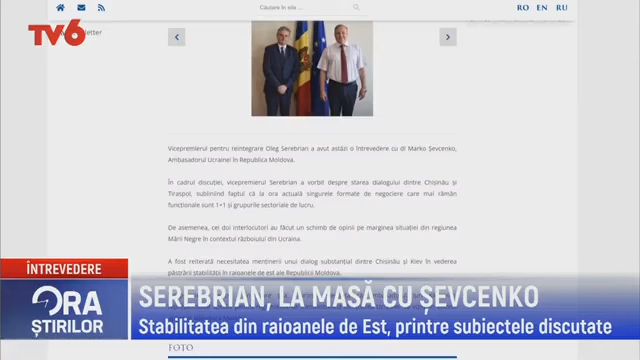 Căutare în site...
RO EN RU
TV6
letter
Vicepremierul pentru reintegrare Oleg Serebrian a avut astăzi o întrevedere cu dl Marko Șevcenko,
Ambasadorul Ucrainei în Republica Moldova.
În cadrul discuției, vicepremierul Serebrian a vorbit despre starea dialogului dintre Chișinău și
Tiraspol, subliniind faptul că la ora actuală singurele formate de negociere care mai rămân
funcționale sunt 1+1 și grupurile sectoriale de lucru.
De asemenea, cei doi interlocutori au făcut un schimb de opinii pe marginea situației din regiunea
Mării Negre în contextul războiului din Ucraina.
A fost reiterată necesitatea menținerii unui dialog substanțial dintre Chișinău și Kiev în vederea
păstrării stabilității în raioanele de est ale Republicii Moldova.
ÎNTREVEDERE
ORA
ȘTIRILOR
SEREBRIAN, LA MASĂ CU ȘEVCENKO
Stabilitatea din raioanele de Est, printre subiectele discutate
FOTO